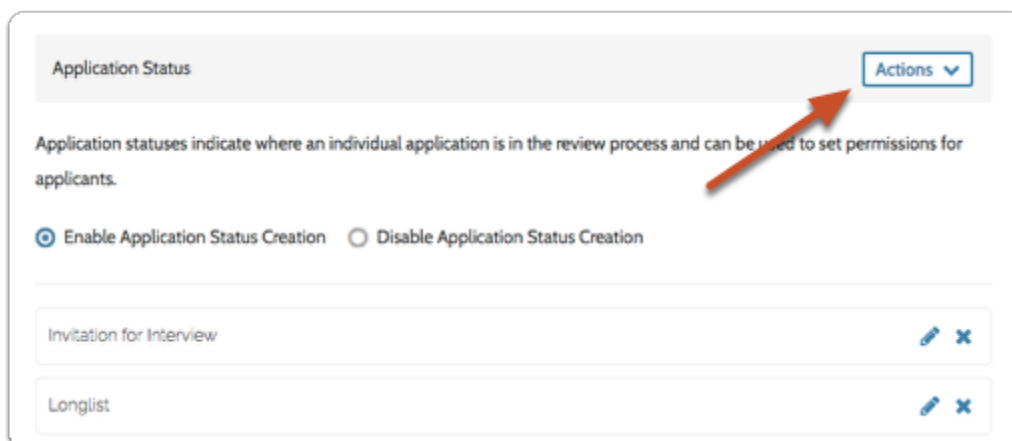 Application Status
Actions
Application statuses indicate where an individual application is in the review process and can be used to set permissions for
applicants.
Enable Application Status Creation Disable Application Status Creation
Invitation for Interview
Longlist